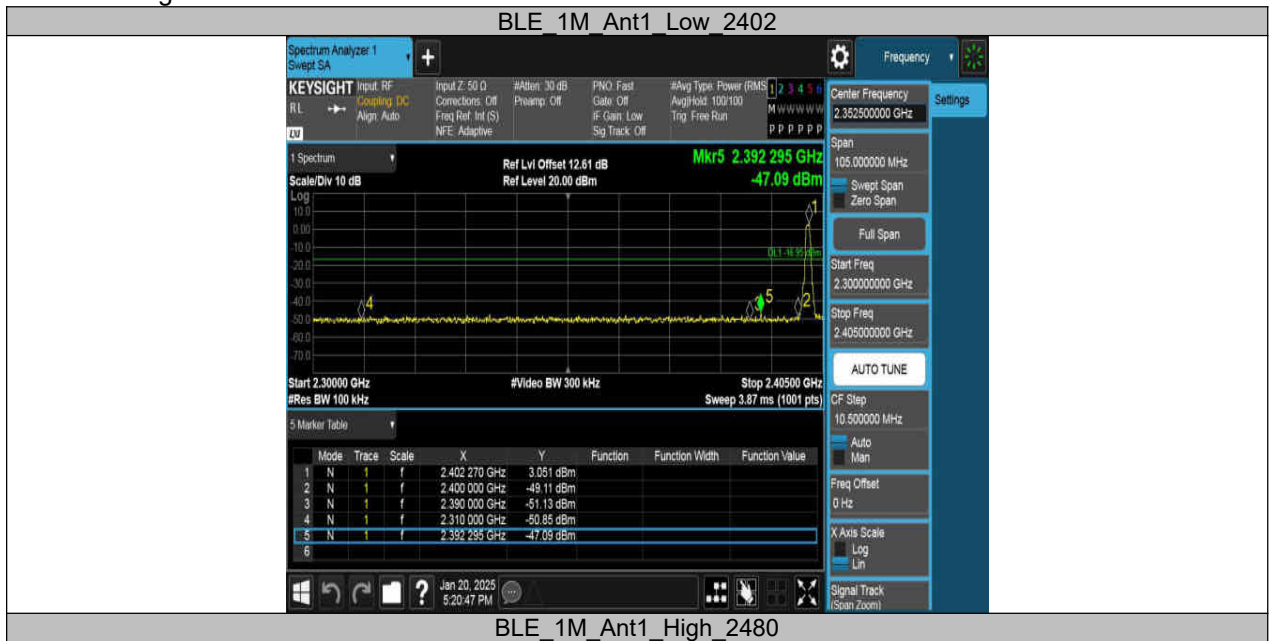 BLE_1M_Ant1_Low_2402
Spectrum Analyzer 1
Swept SA
+
Frequency
KEYSIGHT
RL
Input: RF
Coupling: DC
Align: Auto
Input Z: 50 Ω
Corrections: Off
Freq Ref: Int (S)
NFE: Adaptive
#Atten: 30 dB
Preamp: Off
PNO: Fast
Gate: Off
IF Gain: Low
Sig Track: Off
#Avg Type: Power (RMS
Avg|Hold: 100/100
Trig: Free Run
1 2 3 4 5 6
M W W W W W
P P P P P P
Center Frequency
2.352500000 GHz
Settings
1 Spectrum
Scale/Div 10 dB
Ref Lvl Offset 12.61 dB
Ref Level 20.00 dBm
Mkr5 2.392 295 GHz
-47.09 dBm
Log
10.0
0.00
-10.0
-20.0
-30.0
-40.0
-50.0
-60.0
-70.0
DL1 -16.95 dBm
1
4
3
5
2
Start 2.30000 GHz
#Res BW 100 kHz
#Video BW 300 kHz
Stop 2.40500 GHz
Sweep 3.87 ms (1001 pts)
Span
105.000000 MHz
Swept Span
Zero Span
Full Span
Start Freq
2.300000000 GHz
Stop Freq
2.405000000 GHz
AUTO TUNE
CF Step
10.500000 MHz
Auto
Man
Freq Offset
0 Hz
X Axis Scale
Log
Lin
Signal Track
(Span Zoom)
5 Marker Table
Mode Trace Scale X Y Function Function Width Function Value
1 N 1 f 2.402 270 GHz 3.051 dBm
2 N 1 f 2.400 000 GHz -49.11 dBm
3 N 1 f 2.390 000 GHz -51.13 dBm
4 N 1 f 2.310 000 GHz -50.85 dBm
5 N 1 f 2.392 295 GHz -47.09 dBm
6
?
Jan 20, 2025
5:20:47 PM
BLE_1M_Ant1_High_2480